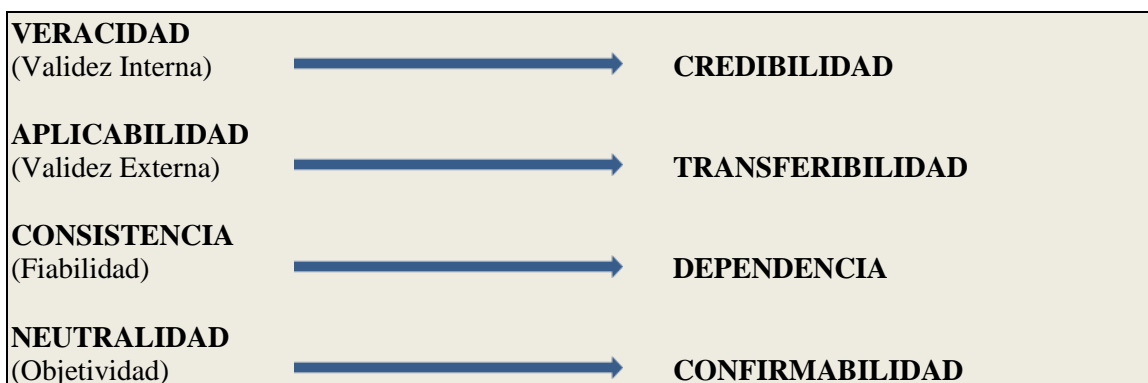 VERACIDAD
(Validez Interna) CREDIBILIDAD
APLICABILIDAD
(Validez Externa) TRANSFERIBILIDAD
CONSISTENCIA
(Fiabilidad) DEPENDENCIA
NEUTRALIDAD
(Objetividad) CONFIRMABILIDAD